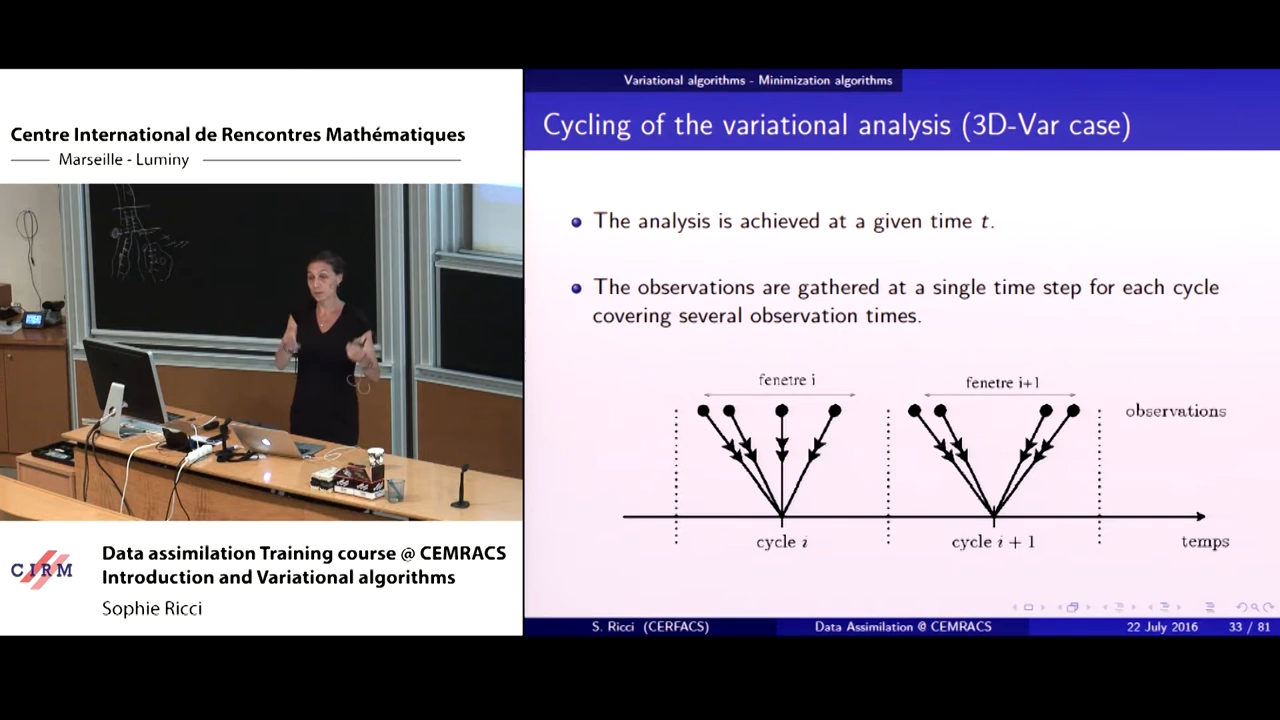 Centre International de Rencontres Mathématiques
Marseille - Luminy
CIRM
Data assimilation Training course @ CEMRACS
Introduction and Variational algorithms
Sophie Ricci
Variational algorithms - Minimization algorithms
Cycling of the variational analysis (3D-Var case)
The analysis is achieved at a given time t.
The observations are gathered at a single time step for each cycle
covering several observation times.
fenetre i
fenetre i+1
observations
cycle i
cycle i + 1
temps
S. Ricci (CERFACS)
Data Assimilation @ CEMRACS
22 July 2016
33 / 81